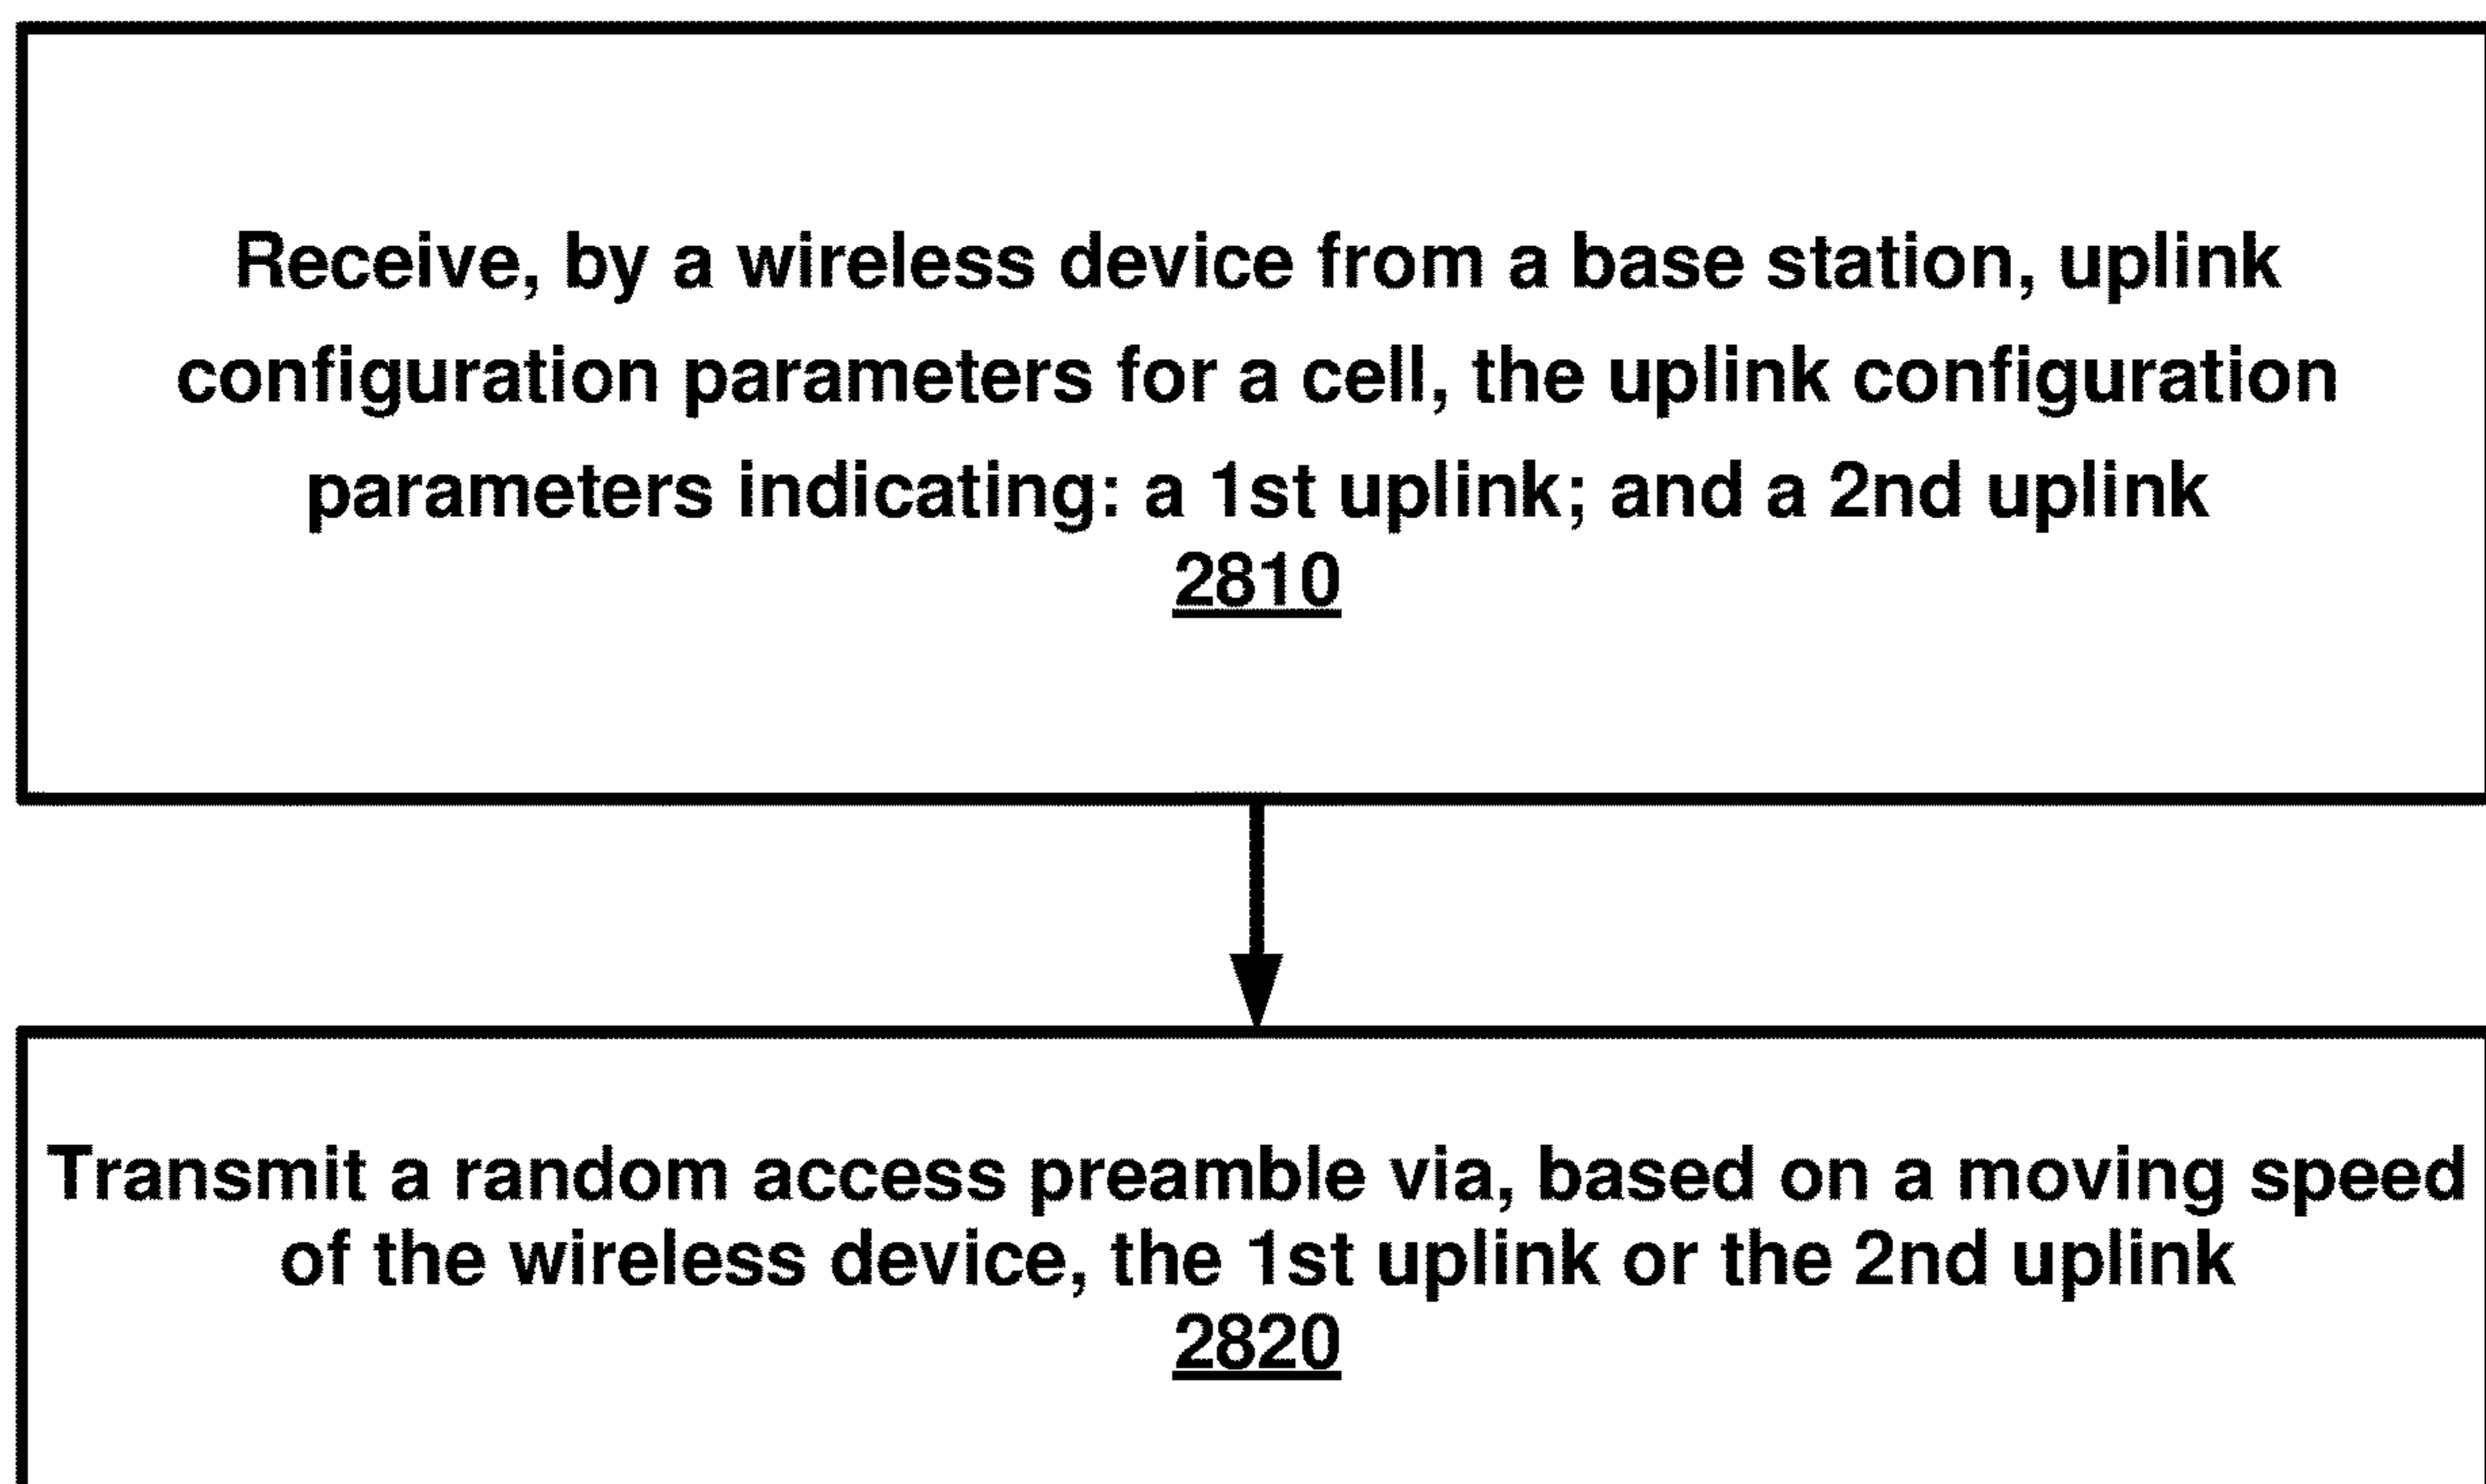 Receive, by a wireless device from a base station, uplink
configuration parameters for a cell, the uplink configuration
parameters indicating: a 1st uplink; and a 2nd uplink
2810
Transmit a random access preamble via, based on a moving speed
of the wireless device, the 1st uplink or the 2nd uplink
2820